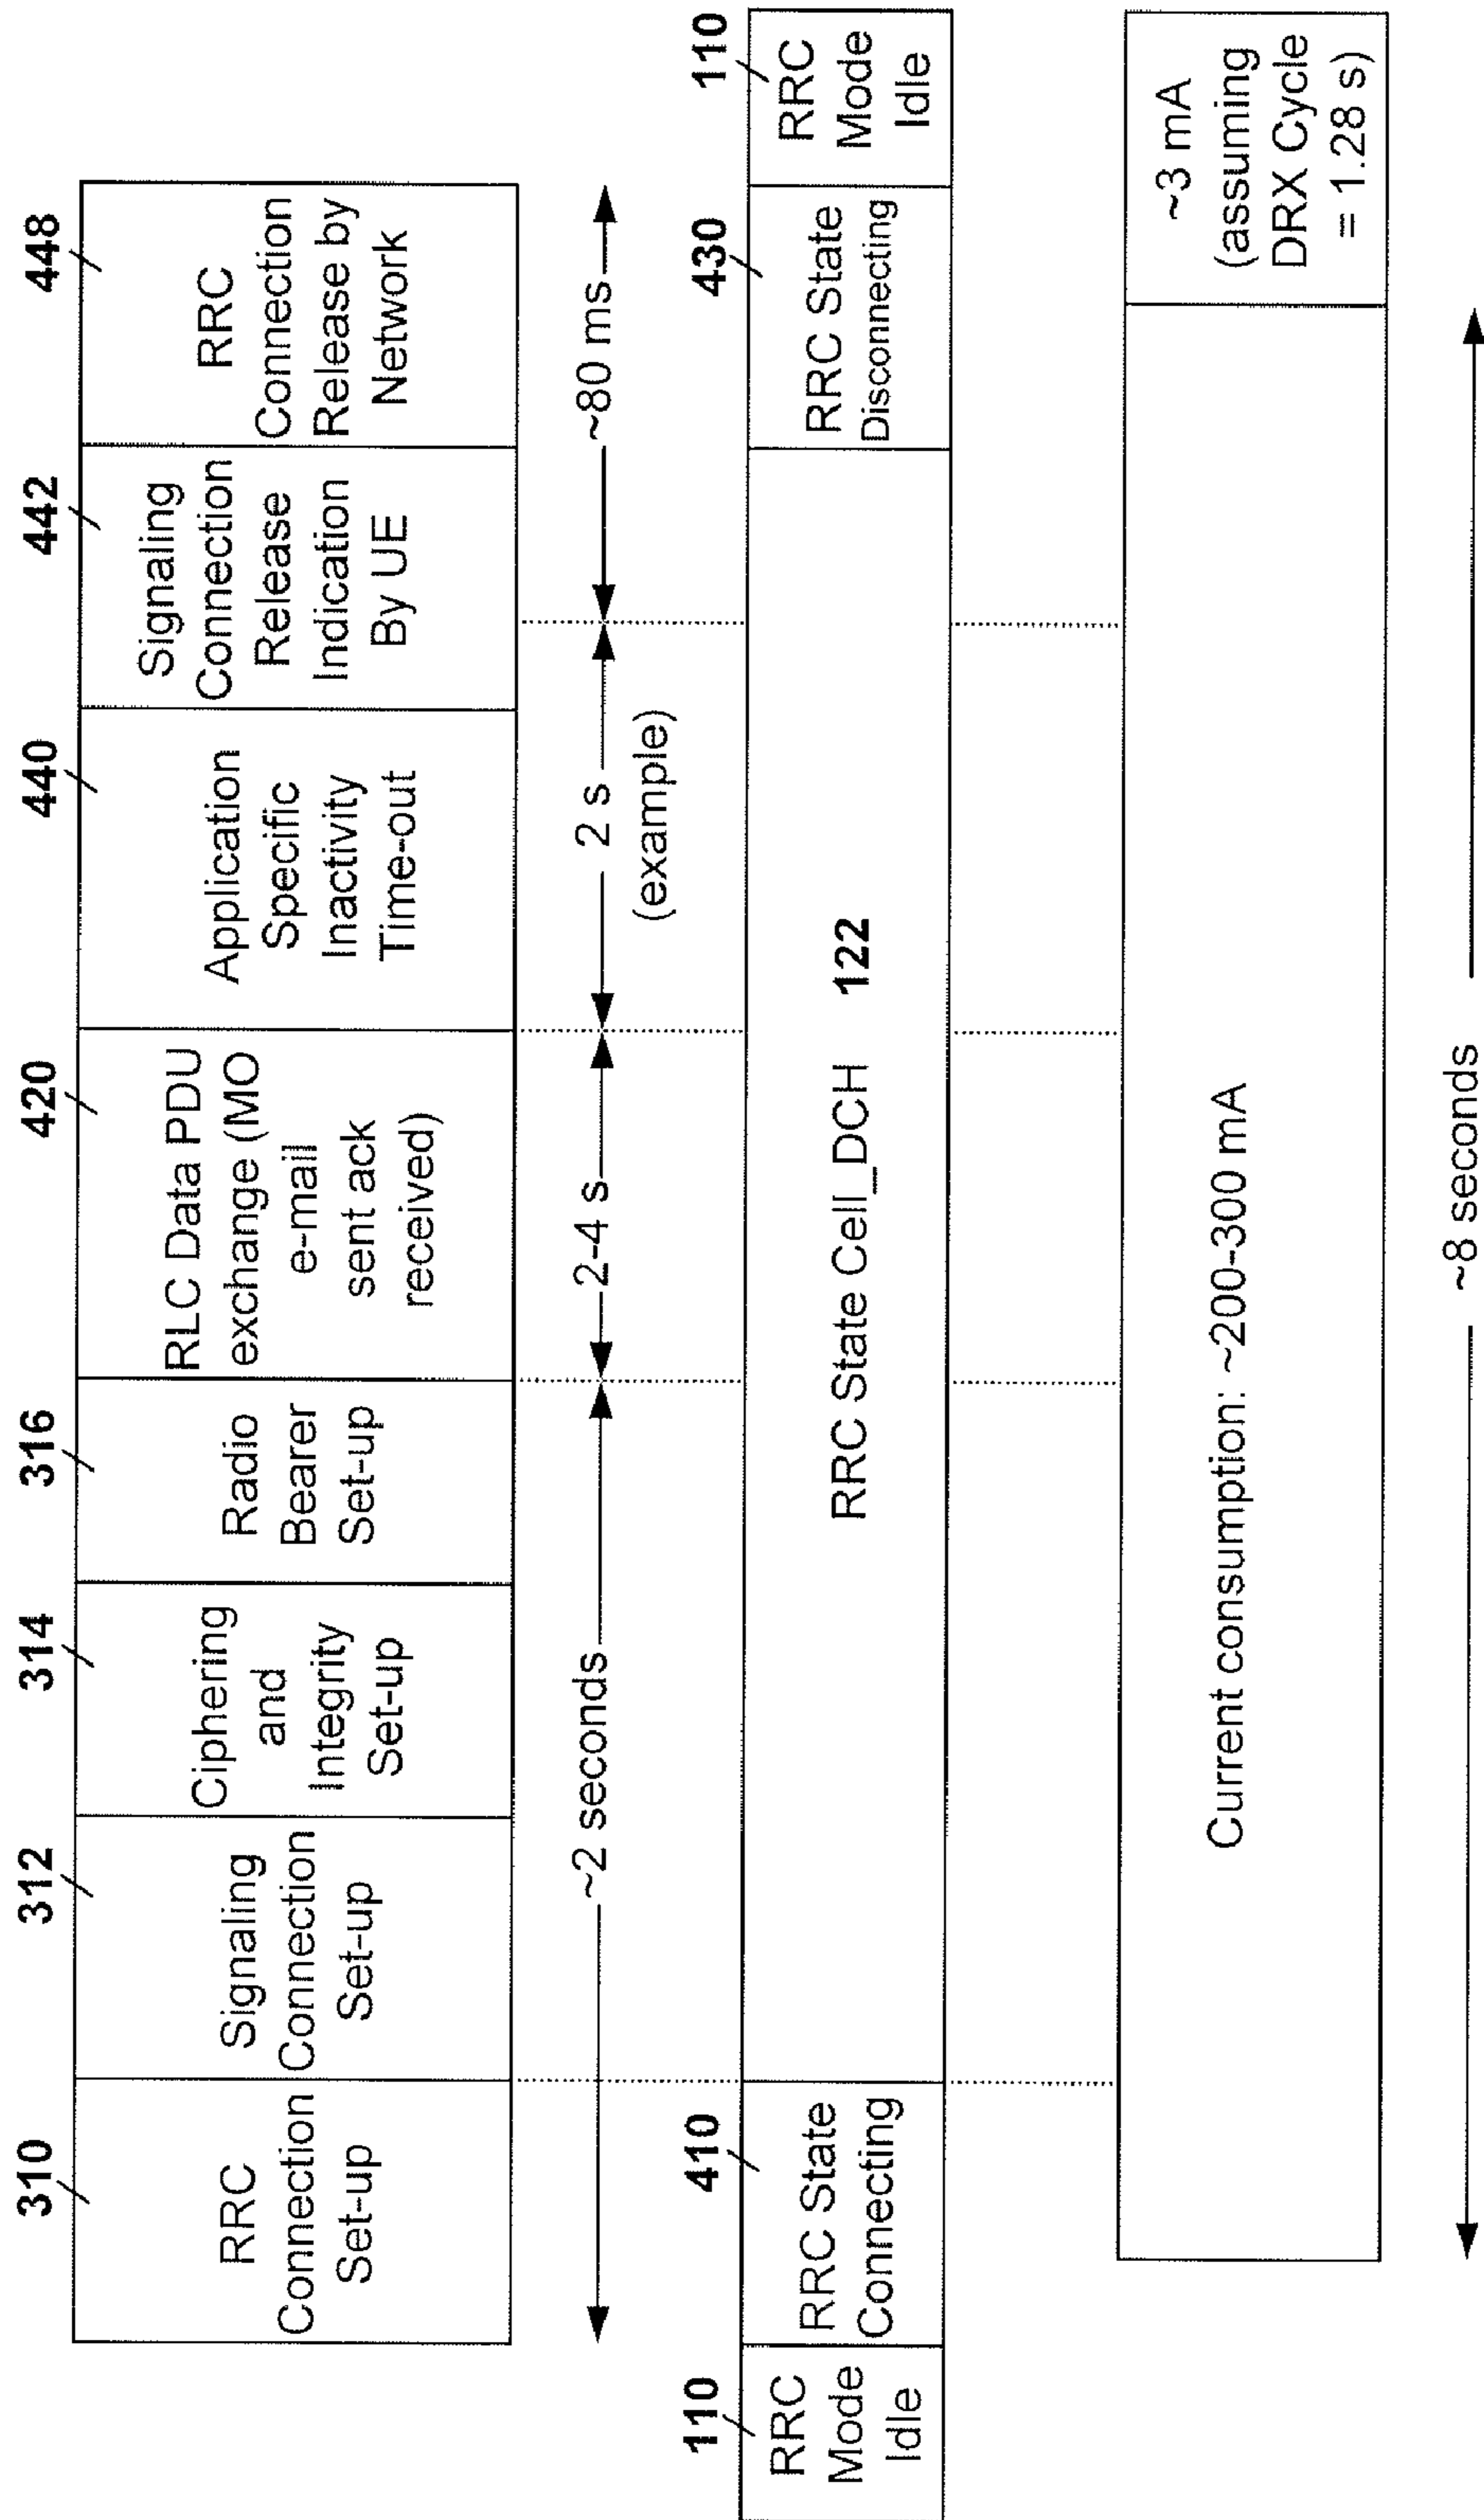 310
312
314
316
420
440
442
448
RRC
Connection
Set-up
Signaling
Connection
Set-up
Ciphering
and
Integrity
Set-up
Radio
Bearer
Set-up
RLC Data PDU
exchange (MO
e-mail
sent ack
received)
Application
Specific
Inactivity
Time-out
Signaling
Connection
Release
Indication
By UE
RRC
Connection
Release by
Network
~2 seconds
2-4 s
2 s
(example)
~80 ms
110
410
430
110
RRC
Mode
Idle
RRC State
Connecting
RRC State Cell_DCH 122
RRC State
Disconnecting
RRC
Mode
Idle
Current consumption: ~200-300 mA
~3 mA
(assuming
DRX Cycle
= 1.28 s)
~8 seconds